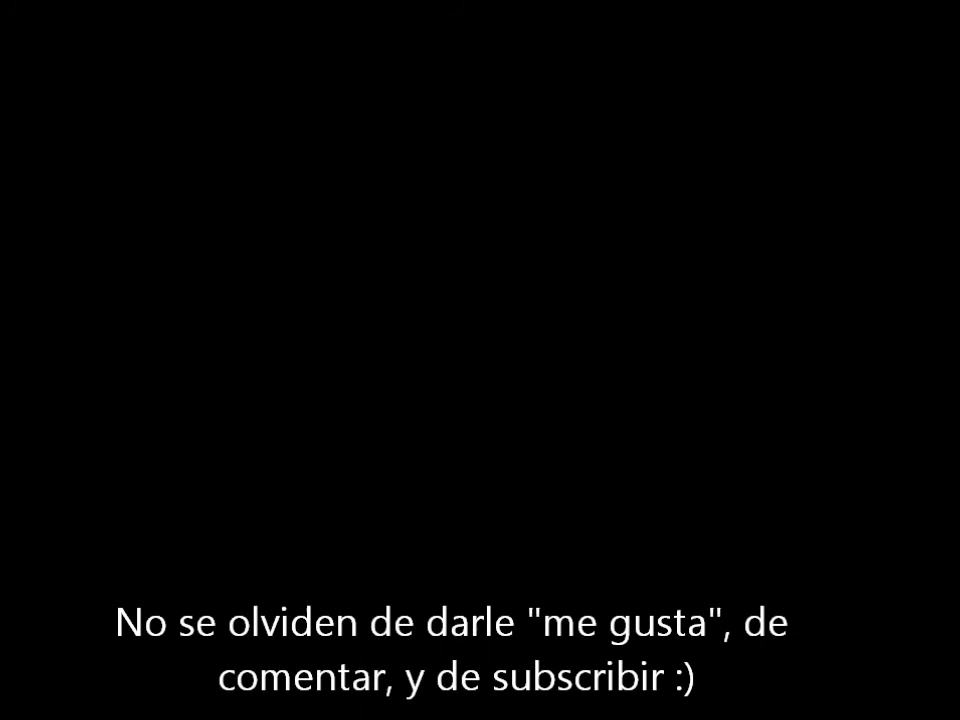 No se olviden de darle "me gusta", de
comentar, y de subscribir :)